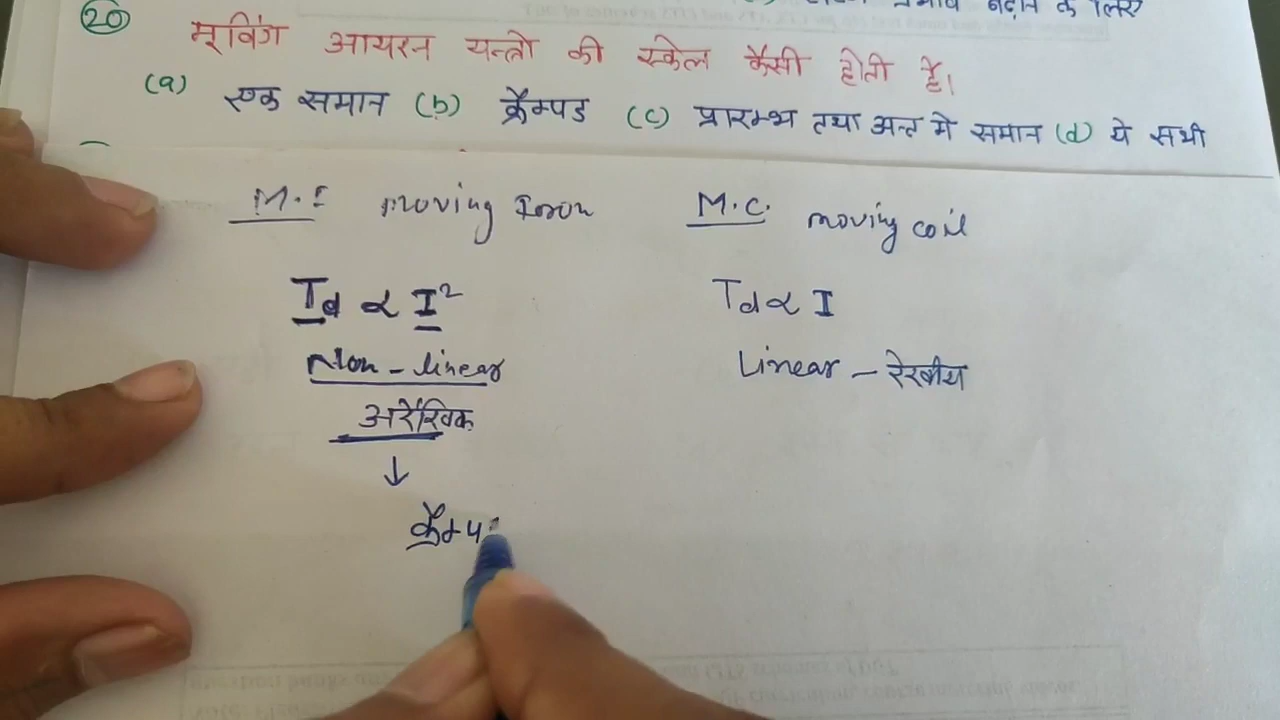 नढ़ाने के लिए
(20) मूविंग आयरन यन्त्रो की स्केल कैसी होती है।
(a) एक समान (b) क्रैम्पड (c) प्रारम्भ तथा अन्त मे समान (d) ये सभी
M.I moving Iron M.C. moving coil
Td ∝ I² Td ∝ I
Non - linear Linear - रेखीय
अरैखिक
↓
क्रैम्प